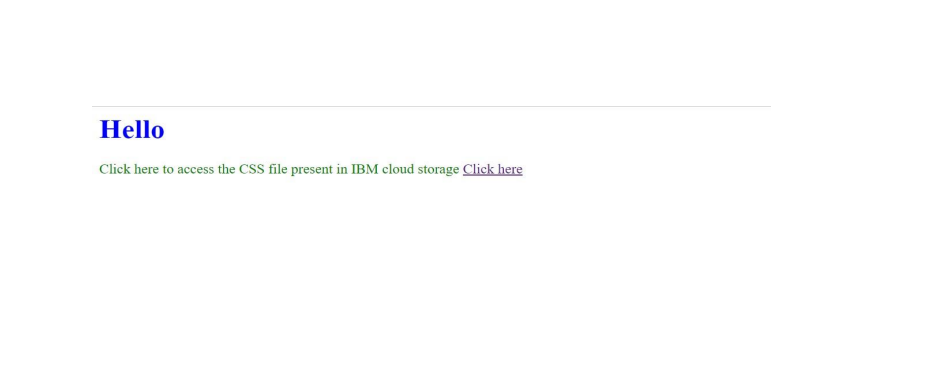 Hello
Click here to access the CSS file present in IBM cloud storage Click here